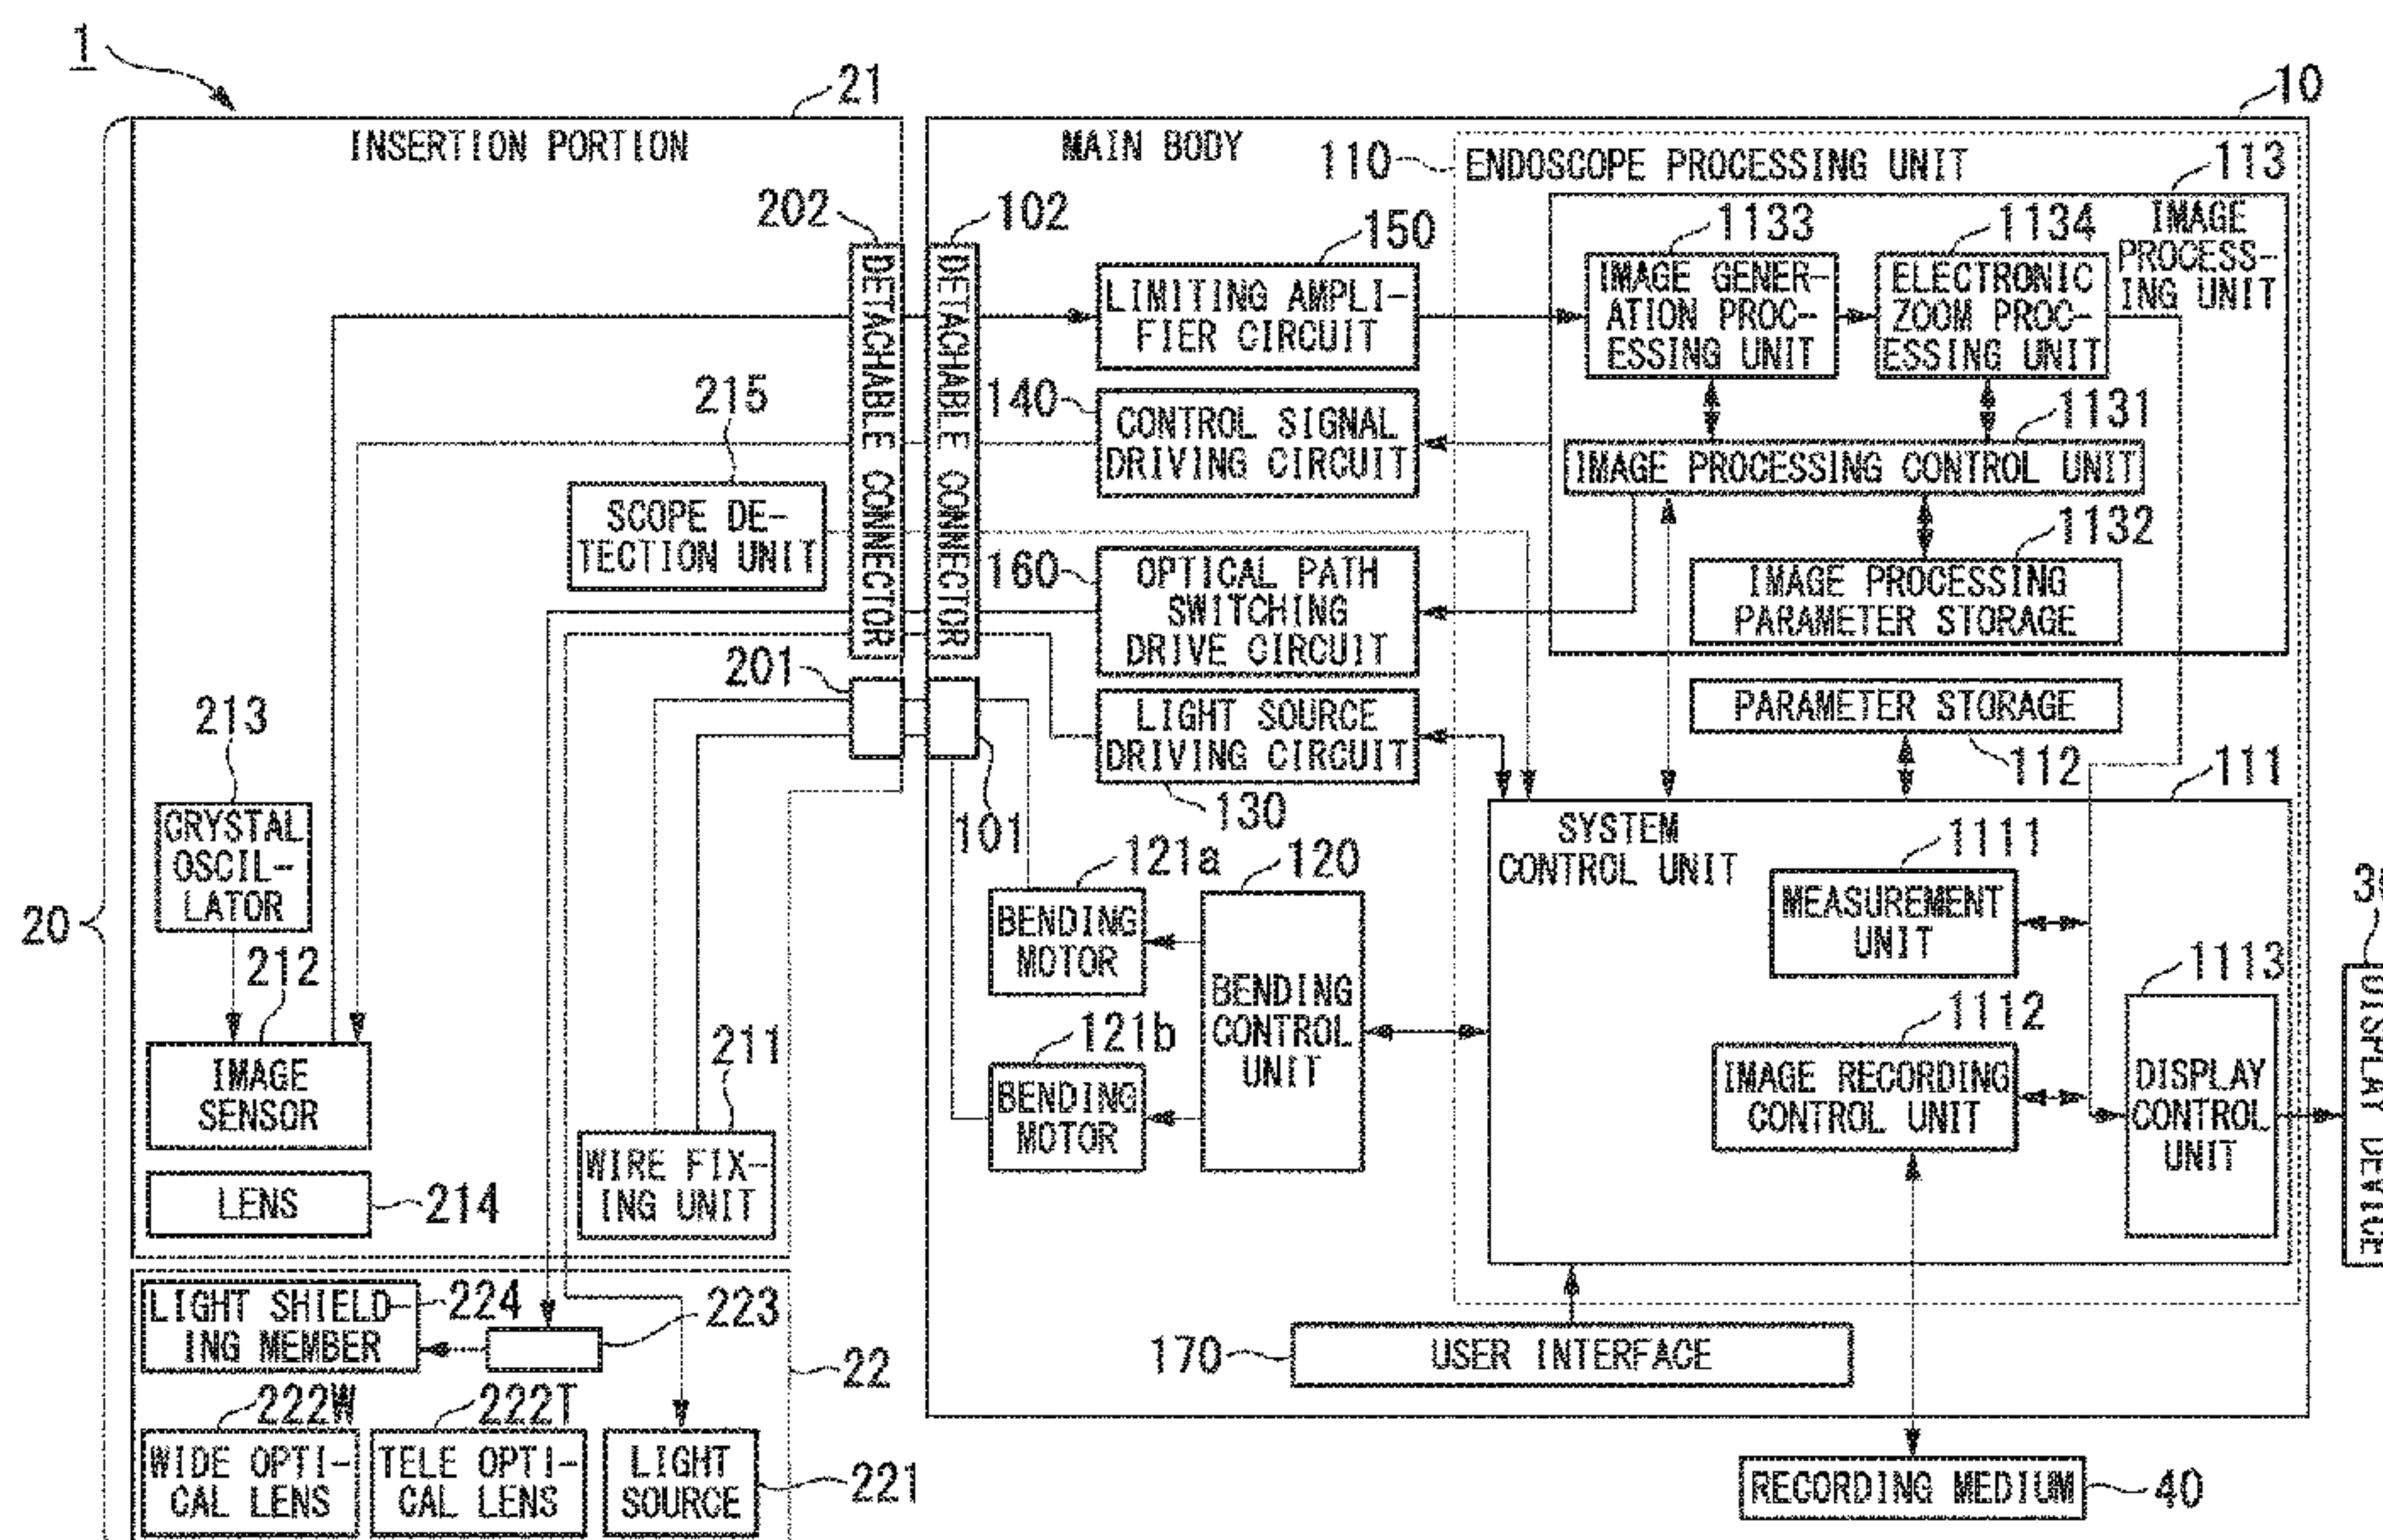 1
21
10
INSERTION PORTION
MAIN BODY
110
ENDOSCOPE PROCESSING UNIT
113
202
102
150
1133
1134
IMAGE
PROCESS-
ING UNIT
DETACHABLE CONNECTOR
DETACHABLE CONNECTOR
LIMITING AMPLI-
FIER CIRCUIT
IMAGE GENER-
ATION PROC-
ESSING UNIT
ELECTRONIC
ZOOM PROC-
ESSING UNIT
215
140
CONTROL SIGNAL
DRIVING CIRCUIT
1131
IMAGE PROCESSING CONTROL UNIT
SCOPE DE-
TECTION UNIT
160
OPTICAL PATH
SWITCHING
DRIVE CIRCUIT
1132
IMAGE PROCESSING
PARAMETER STORAGE
201
213
LIGHT SOURCE
DRIVING CIRCUIT
PARAMETER STORAGE
112
111
101
130
CRYSTAL
OSCIL-
LATOR
SYSTEM
CONTROL UNIT
1111
MEASUREMENT
UNIT
121a
120
20
BENDING
MOTOR
212
1113
DISPLAY DEVICE
BENDING
CONTROL
UNIT
211
121b
1112
IMAGE
SENSOR
BENDING
MOTOR
IMAGE RECORDING
CONTROL UNIT
DISPLAY
CONTROL
UNIT
WIRE FIX-
ING UNIT
LENS
214
LIGHT SHIELD-
ING MEMBER
224
223
22
170
USER INTERFACE
222W
222T
WIDE OPTI-
CAL LENS
TELE OPTI-
CAL LENS
LIGHT
SOURCE
221
RECORDING MEDIUM
40